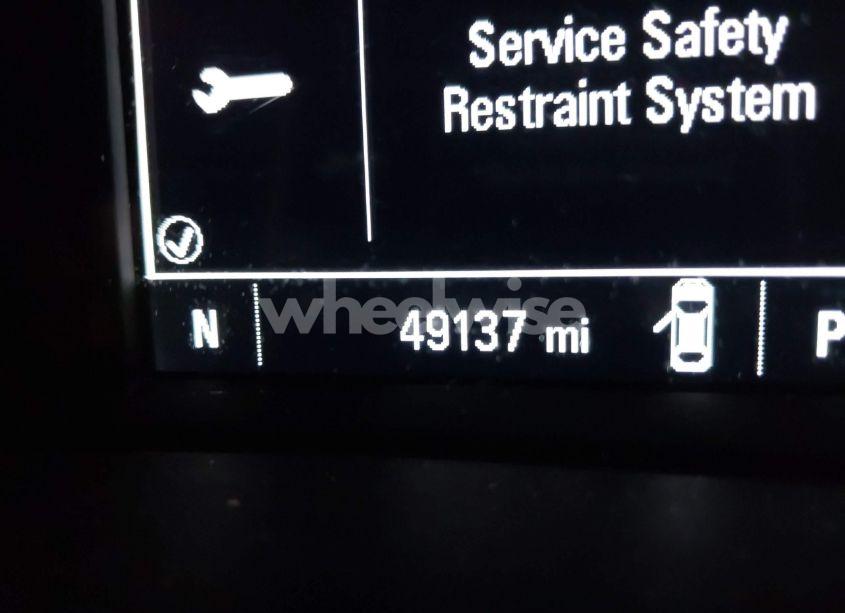 Service Safety
Restraint System
N
wheelwise
49137 mi
P